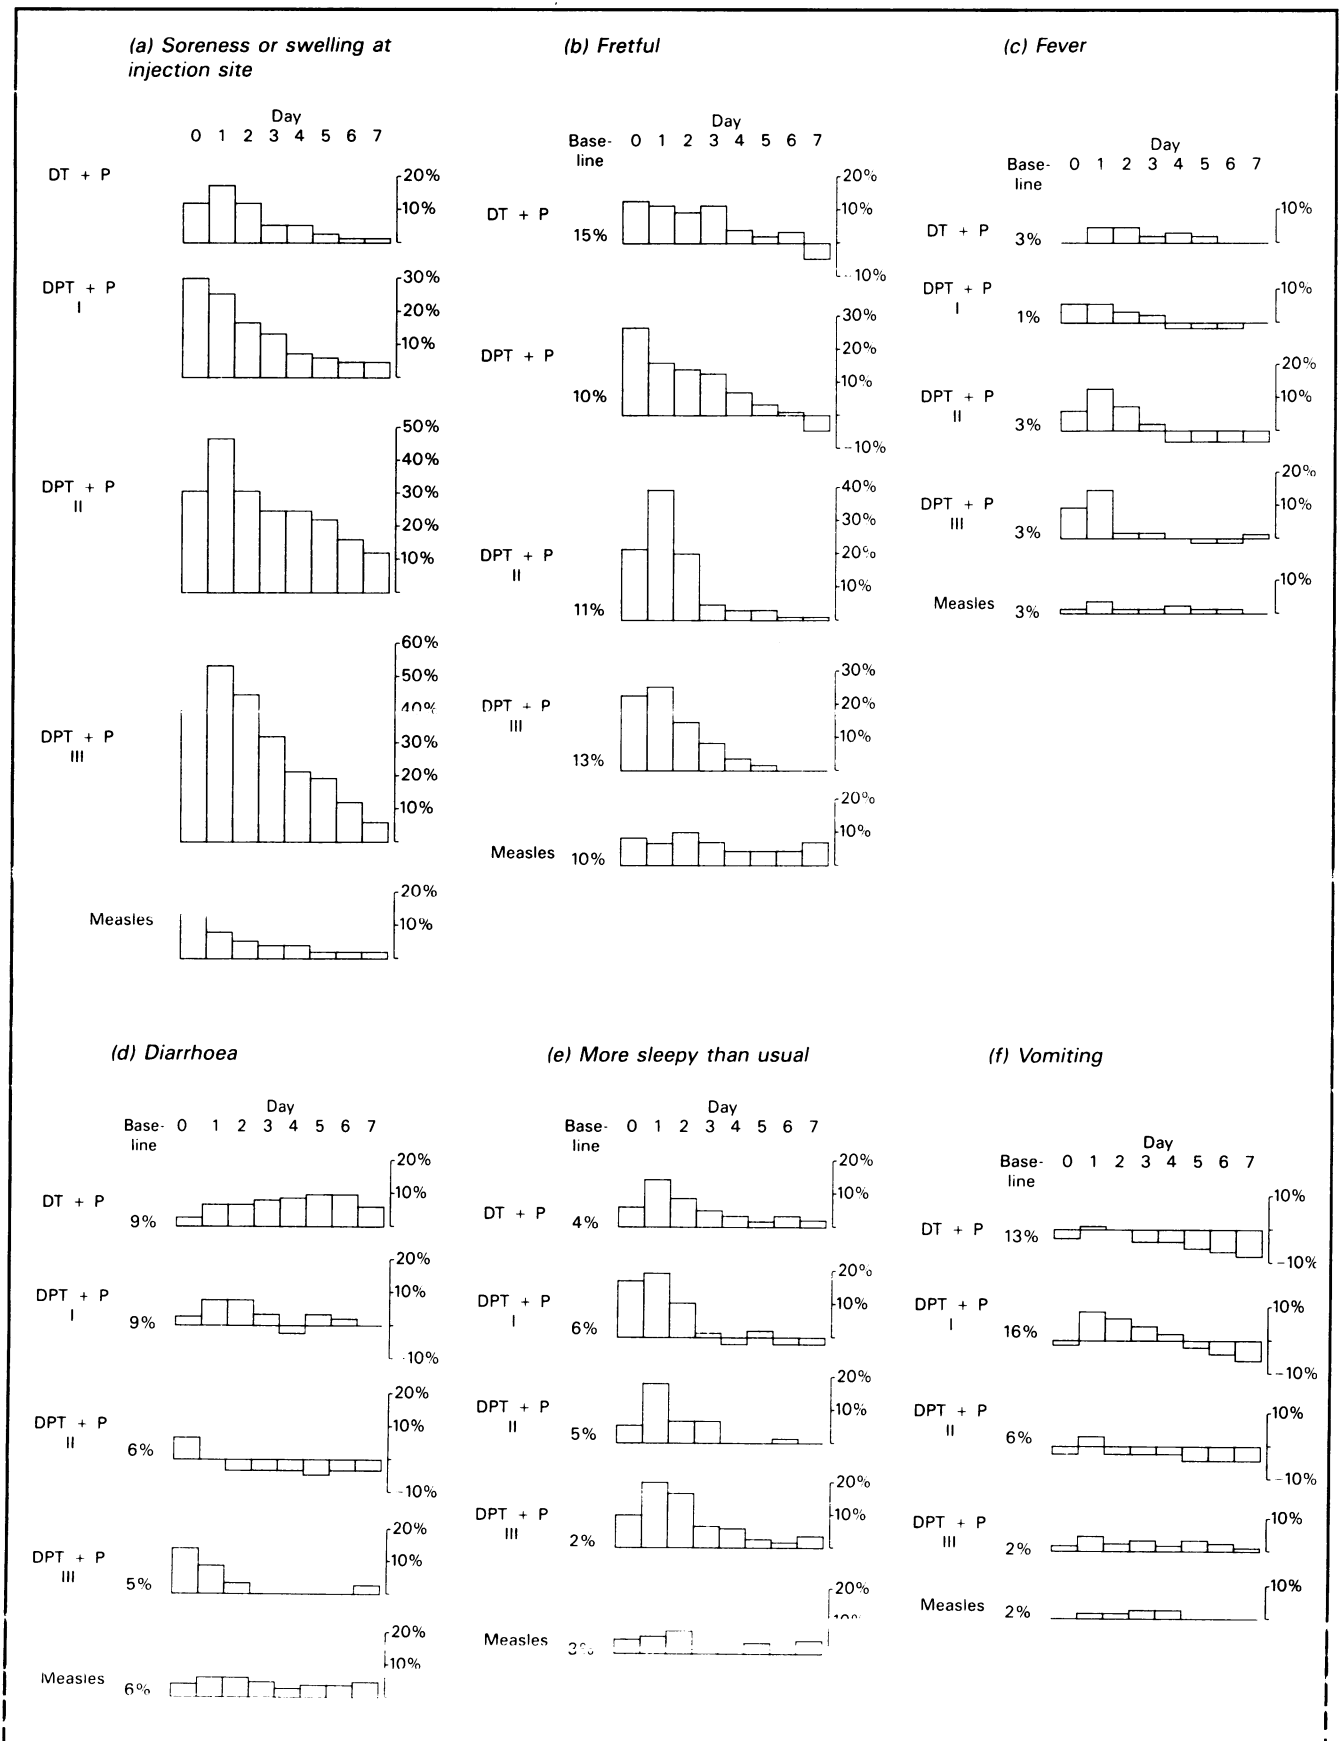 (a) Soreness or swelling at
injection site
Day
0 1 2 3 4 5 6 7
DT + P
20%
10%
DPT + P
I
30%
20%
10%
DPT + P
II
50%
40%
30%
20%
10%
DPT + P
III
60%
50%
40%
30%
20%
10%
Measles
20%
10%
(b) Fretful
Day
Base-
line
0 1 2 3 4 5 6 7
DT + P
15%
20%
10%
-10%
DPT + P
10%
30%
20%
10%
-10%
DPT + P
II
11%
40%
30%
20%
10%
DPT + P
III
13%
30%
20%
10%
Measles 10%
20%
10%
(c) Fever
Day
Base-
line
0 1 2 3 4 5 6 7
DT + P
3%
10%
DPT + P
I
1%
10%
DPT + P
II
3%
20%
10%
DPT + P
III
3%
20%
10%
Measles 3%
10%
(d) Diarrhoea
Day
Base-
line
0 1 2 3 4 5 6 7
DT + P
9%
20%
10%
DPT + P
I
9%
20%
10%
-10%
DPT + P
II
6%
20%
10%
-10%
DPT + P
III
5%
20%
10%
Measles 6%
20%
10%
(e) More sleepy than usual
Day
Base-
line
0 1 2 3 4 5 6 7
DT + P
4%
20%
10%
DPT + P
I
6%
20%
10%
DPT + P
II
5%
20%
10%
DPT + P
III
2%
20%
10%
Measles 3%
20%
10%
(f) Vomiting
Day
Base-
line
0 1 2 3 4 5 6 7
DT + P 13%
10%
-10%
DPT + P
I
16%
10%
-10%
DPT + P
II
6%
10%
-10%
DPT + P
III
2%
10%
Measles 2%
10%